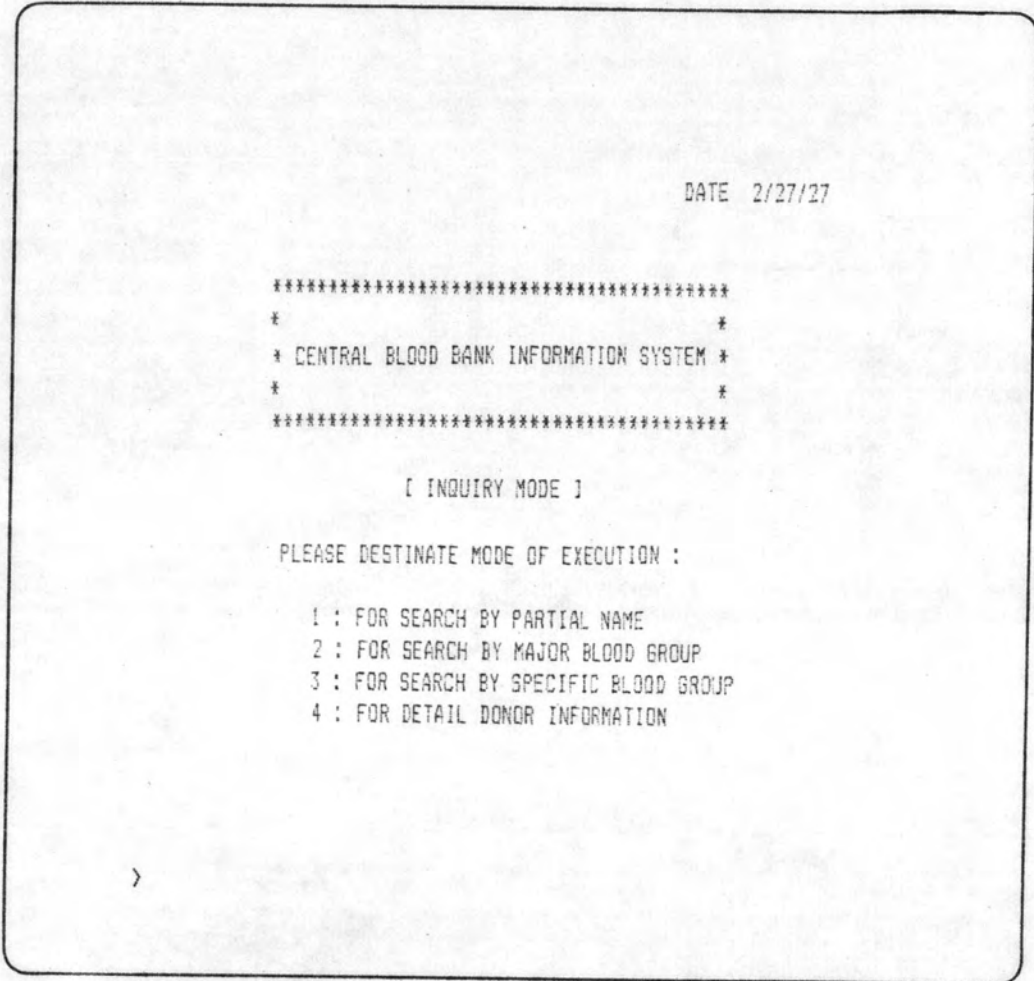 DATE 2/27/27
*****************************************
* *
* CENTRAL BLOOD BANK INFORMATION SYSTEM *
* *
*****************************************
[ INQUIRY MODE ]
PLEASE DESTINATE MODE OF EXECUTION :
1 : FOR SEARCH BY PARTIAL NAME
2 : FOR SEARCH BY MAJOR BLOOD GROUP
3 : FOR SEARCH BY SPECIFIC BLOOD GROUP
4 : FOR DETAIL DONOR INFORMATION
>